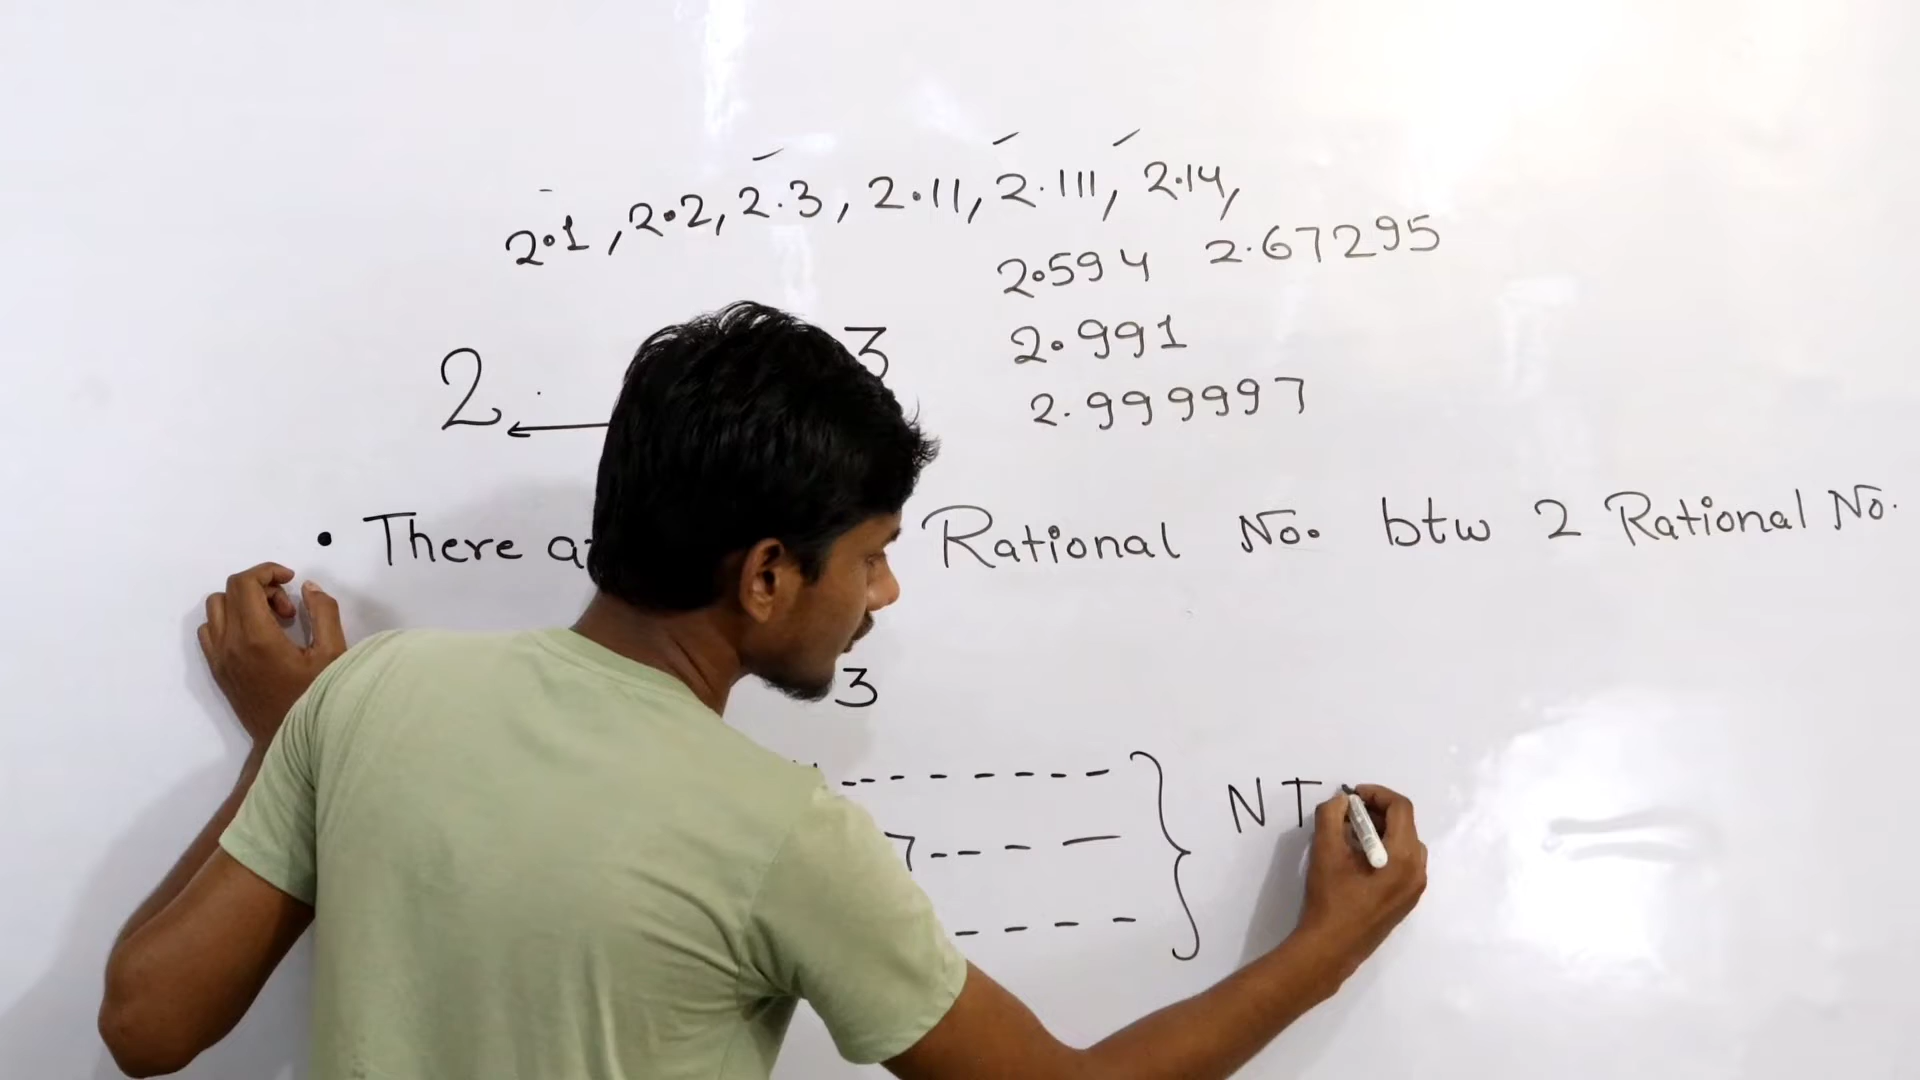 2.1, 2.2, 2.3, 2.11, 2.111, 2.14,
2.594 2.67295
2.991
2 3
2.999997
• There Rational No. btw 2 Rational No.
3
7
NT